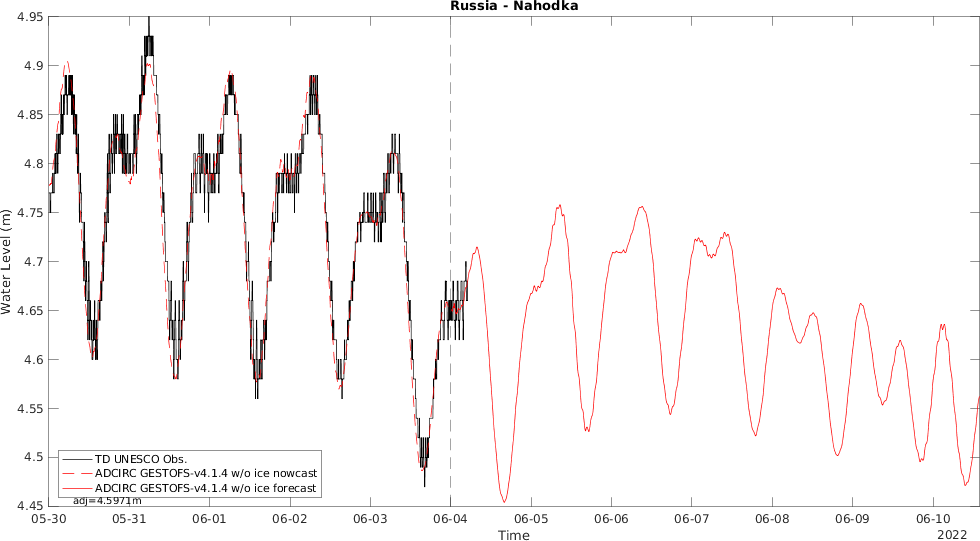 Russia - Nahodka
4.95
4.9
4.85
4.8
4.75
4.7
4.65
4.6
4.55
4.5
4.45
Water Level (m)
TD UNESCO Obs.
ADCIRC GESTOFS-v4.1.4 w/o ice nowcast
ADCIRC GESTOFS-v4.1.4 w/o ice forecast
adj=4.5971m
05-30 05-31 06-01 06-02 06-03 06-04 06-05 06-06 06-07 06-08 06-09 06-10
Time
2022